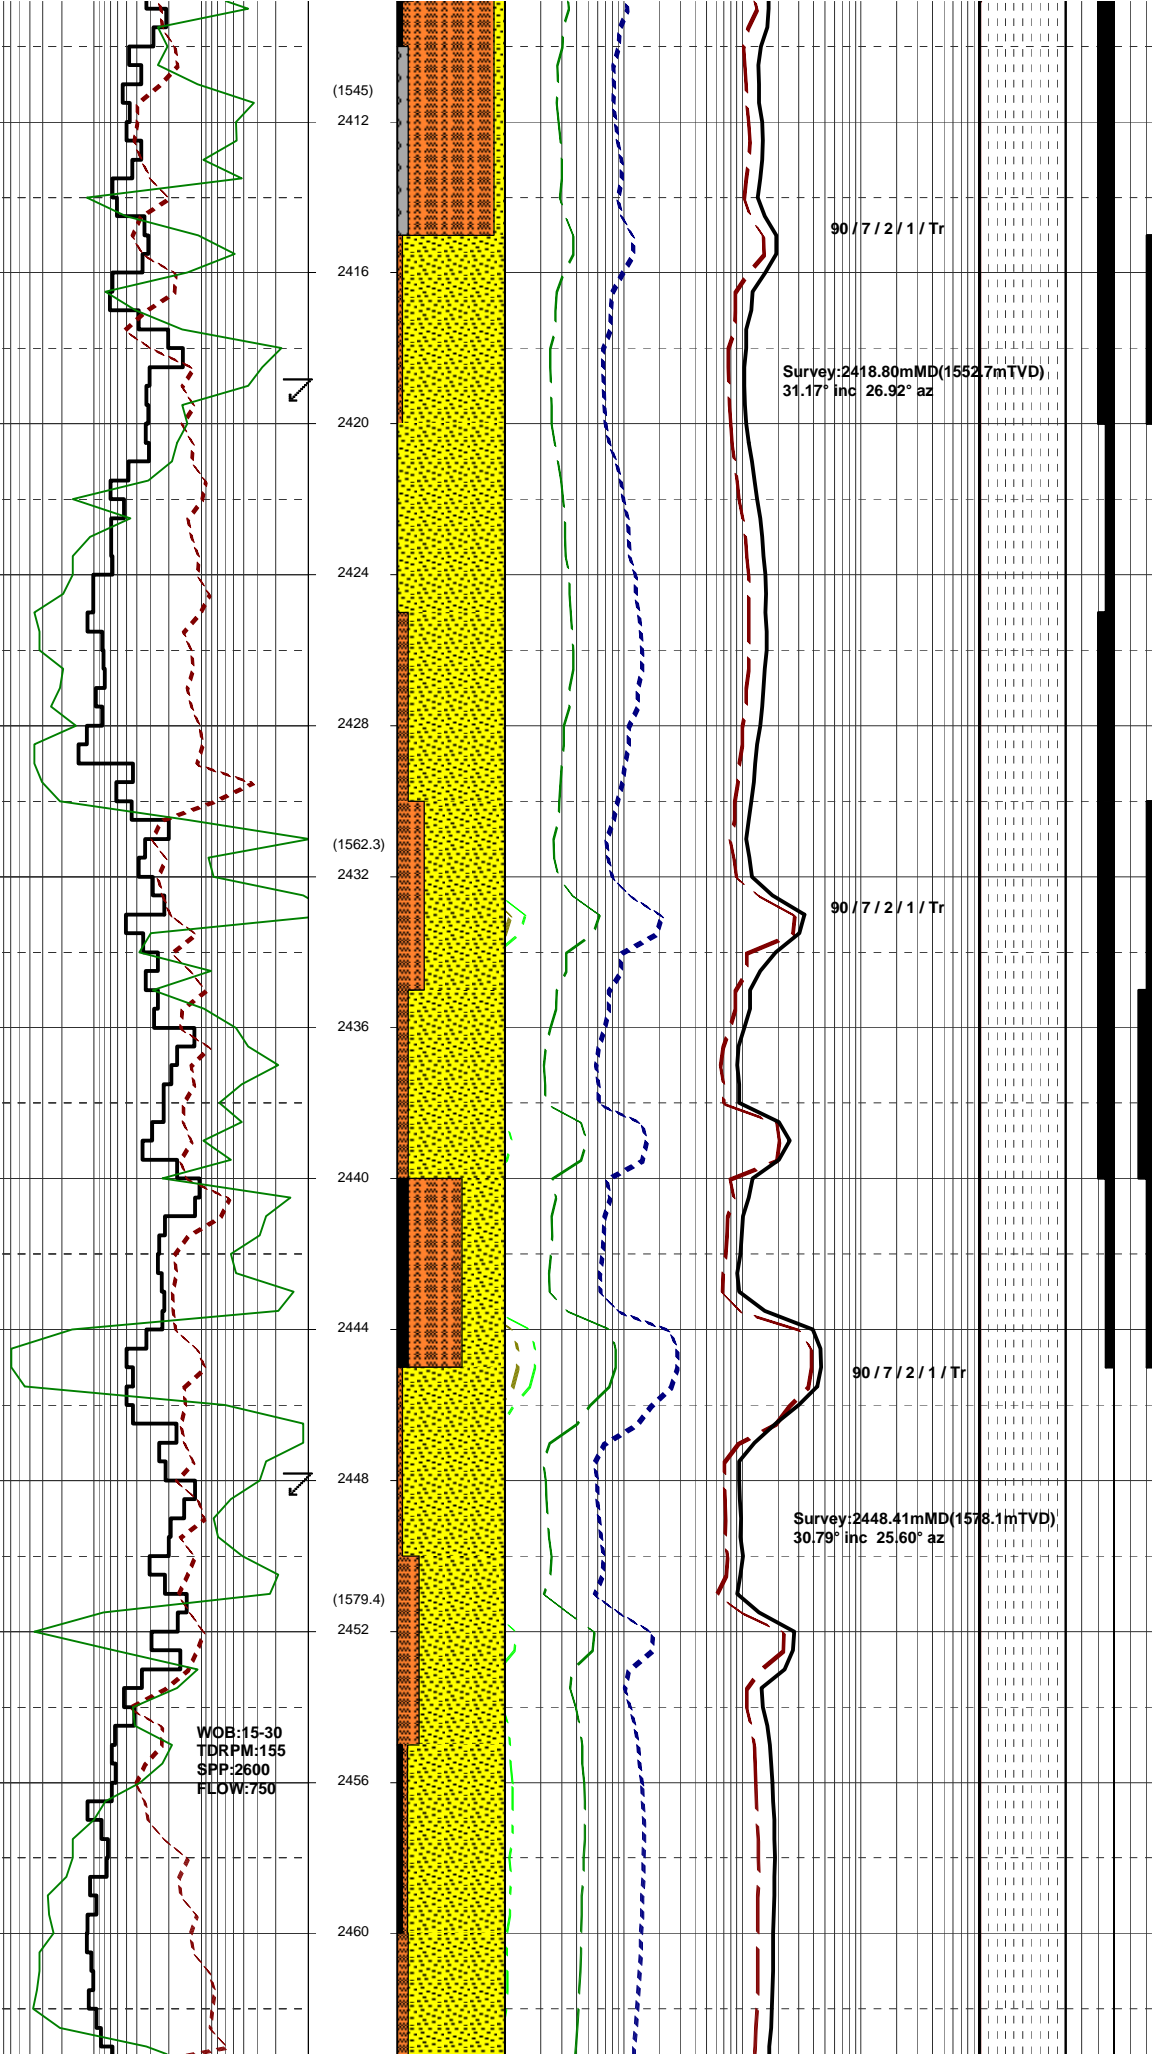 (1545)
2412
90 / 7 / 2 / 1 / Tr
2416
Survey:2418.80mMD(1552.7mTVD)
31.17° inc 26.92° az
2420
2424
2428
(1562.3)
2432
90 / 7 / 2 / 1 / Tr
2436
2440
2444
90 / 7 / 2 / 1 / Tr
2448
Survey:2448.41mMD(1578.1mTVD)
30.79° inc 25.60° az
(1579.4)
2452
WOB:15-30
TDRPM:155
SPP:2600
FLOW:750
2456
2460